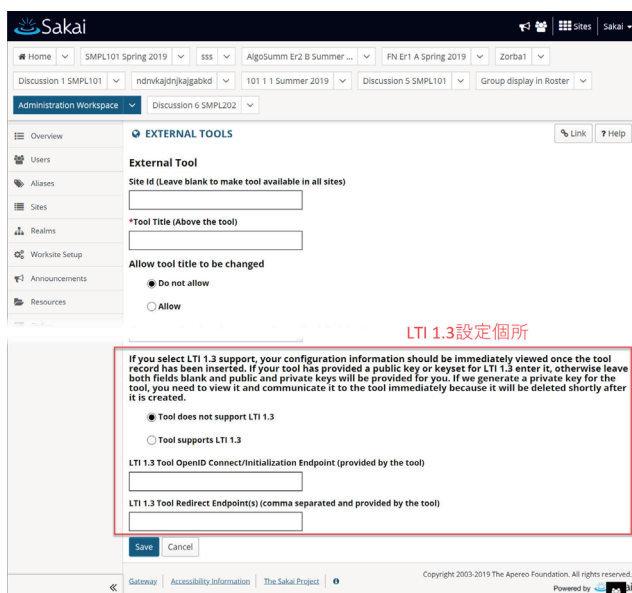 Sakai
Sites
Sakai
Home
SMPL101 Spring 2019
sss
AlgoSumm Er2 B Summer ...
FN Er1 A Spring 2019
Zorba1
Discussion 1 SMPL101
ndnvkajdnjkajgabkd
101 1 1 Summer 2019
Discussion 5 SMPL101
Group display in Roster
Administration Workspace
Discussion 6 SMPL202
Overview
Users
Aliases
Sites
Realms
Worksite Setup
Announcements
Resources
EXTERNAL TOOLS
Link
? Help
External Tool
Site Id (Leave blank to make tool available in all sites)
*Tool Title (Above the tool)
Allow tool title to be changed
Do not allow
Allow
LTI 1.3設定個所
If you select LTI 1.3 support, your configuration information should be immediately viewed once the tool
record has been inserted. If your tool has provided a public key or keyset for LTI 1.3 enter it, otherwise leave
both fields blank and public and private keys will be provided for you. If we generate a private key for the
tool, you need to view it and communicate it to the tool immediately because it will be deleted shortly after
it is created.
Tool does not support LTI 1.3
Tool supports LTI 1.3
LTI 1.3 Tool OpenID Connect/Initialization Endpoint (provided by the tool)
LTI 1.3 Tool Redirect Endpoint(s) (comma separated and provided by the tool)
Save
Cancel
Gateway
Accessibility Information
The Sakai Project
Copyright 2003-2019 The Apereo Foundation. All rights reserved.
Powered by